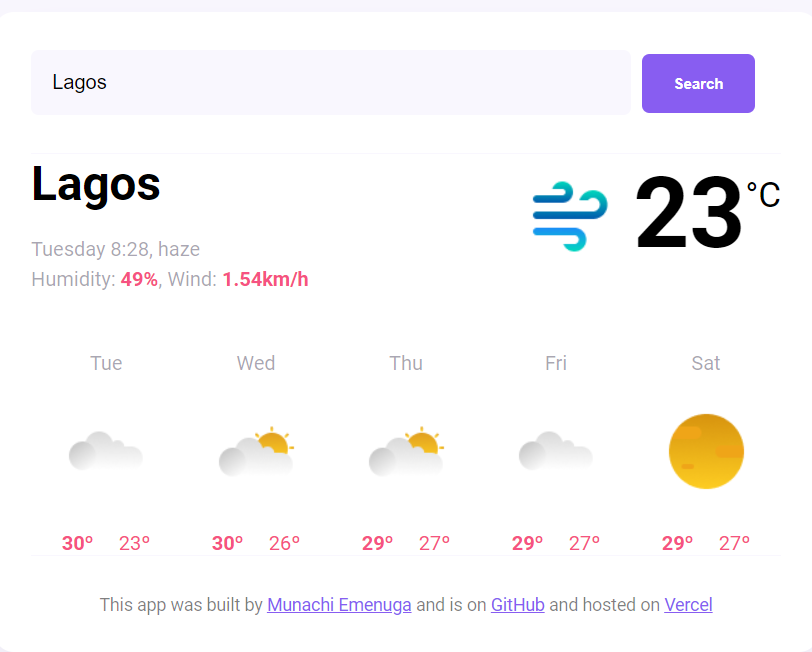 Lagos
Search
Lagos
23°C
Tuesday 8:28, haze
Humidity: 49%, Wind: 1.54km/h
Tue Wed Thu Fri Sat
30° 23° 30° 26° 29° 27° 29° 27° 29° 27°
This app was built by Munachi Emenuga and is on GitHub and hosted on Vercel